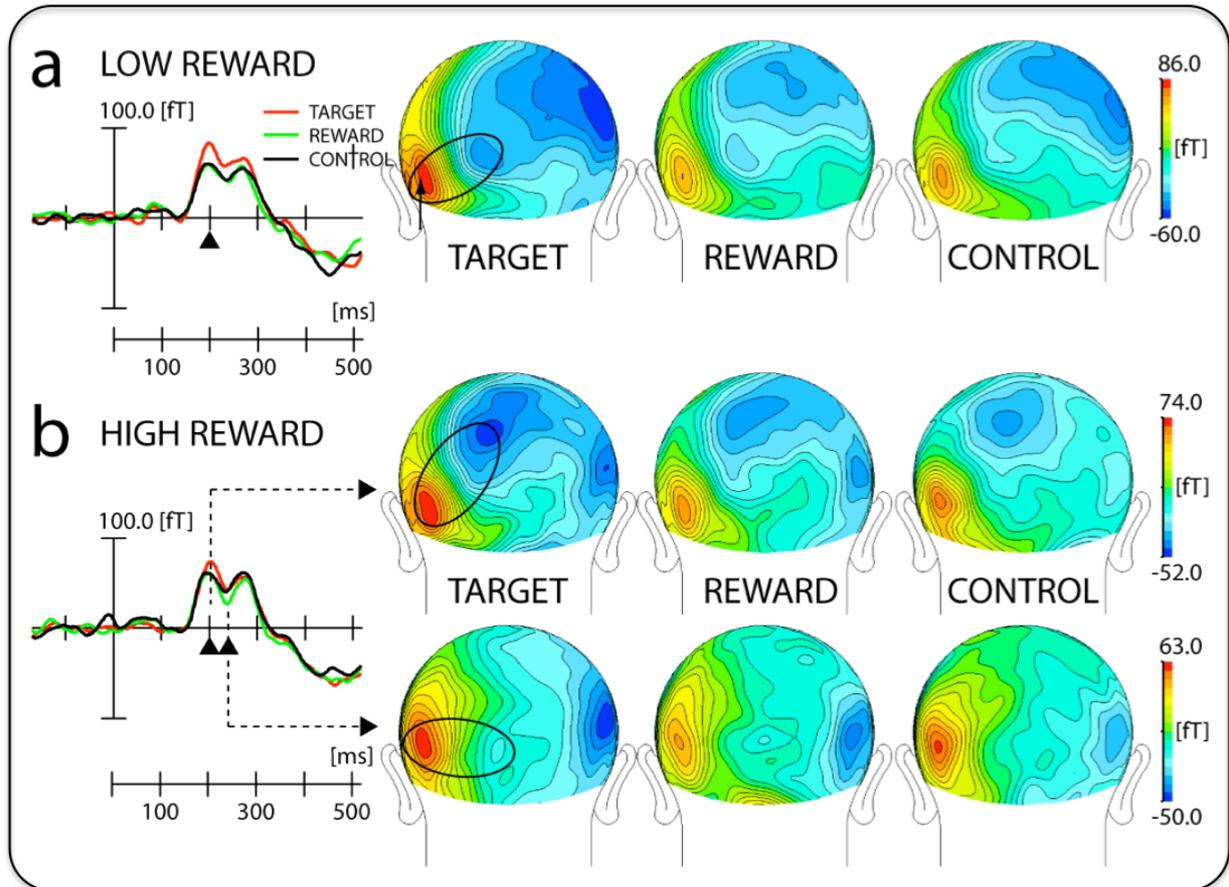 a LOW REWARD
100.0 [fT]
TARGET
REWARD
CONTROL
[ms]
100 300 500
TARGET REWARD CONTROL
86.0
[fT]
-60.0
b HIGH REWARD
100.0 [fT]
[ms]
100 300 500
TARGET REWARD CONTROL
74.0
[fT]
-52.0
63.0
[fT]
-50.0